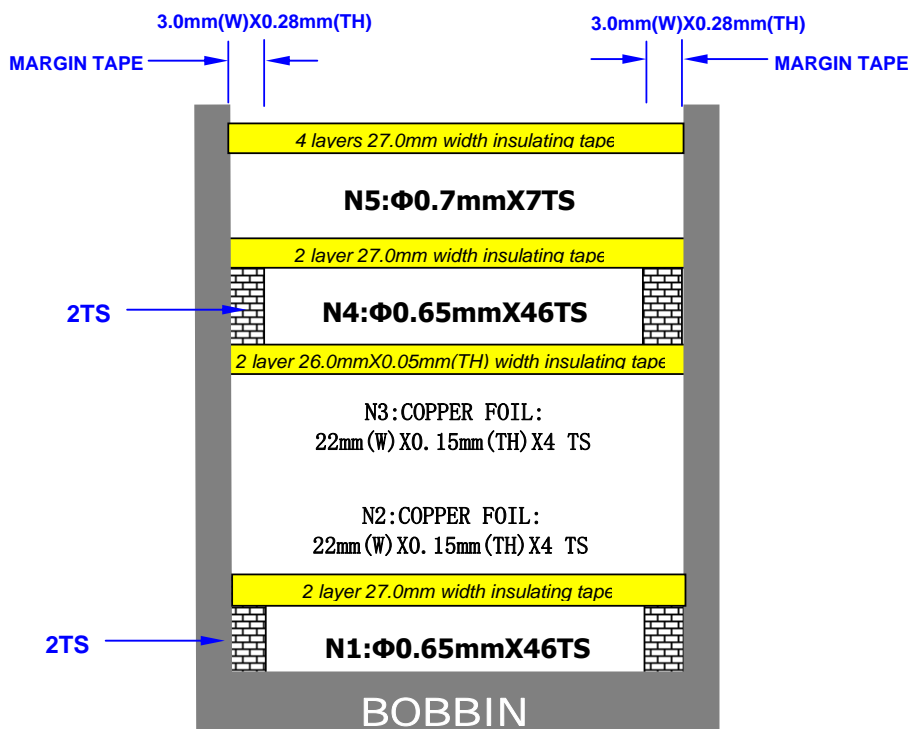 3.0mm(W)X0.28mm(TH)
3.0mm(W)X0.28mm(TH)
MARGIN TAPE
MARGIN TAPE
4 layers 27.0mm width insulating tape
N5:Φ0.7mmX7TS
2 layer 27.0mm width insulating tape
2TS
N4:Φ0.65mmX46TS
2 layer 26.0mmX0.05mm(TH) width insulating tape
N3:COPPER FOIL:
22mm(W)X0.15mm(TH)X4 TS
N2:COPPER FOIL:
22mm(W)X0.15mm(TH)X4 TS
2 layer 27.0mm width insulating tape
2TS
N1:Φ0.65mmX46TS
BOBBIN